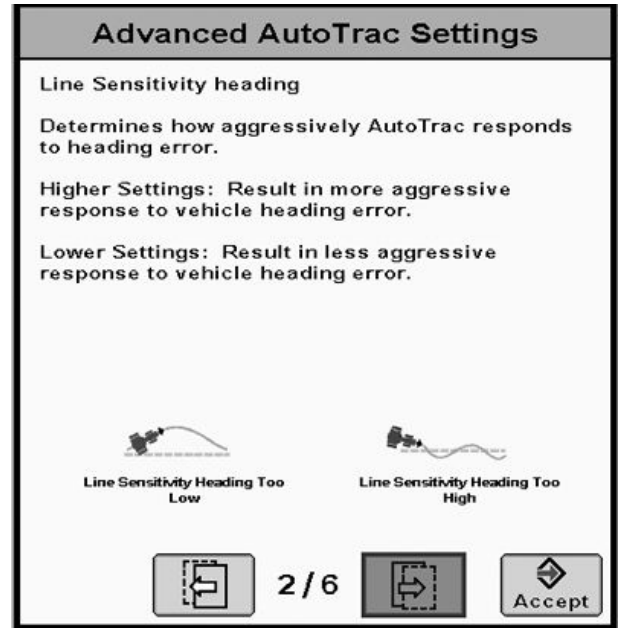 Advanced AutoTrac Settings
Line Sensitivity heading
Determines how aggressively AutoTrac responds
to heading error.
Higher Settings: Result in more aggressive
response to vehicle heading error.
Lower Settings: Result in less aggressive
response to vehicle heading error.
Line Sensitivity Heading Too
Low
Line Sensitivity Heading Too
High
2/6
Accept